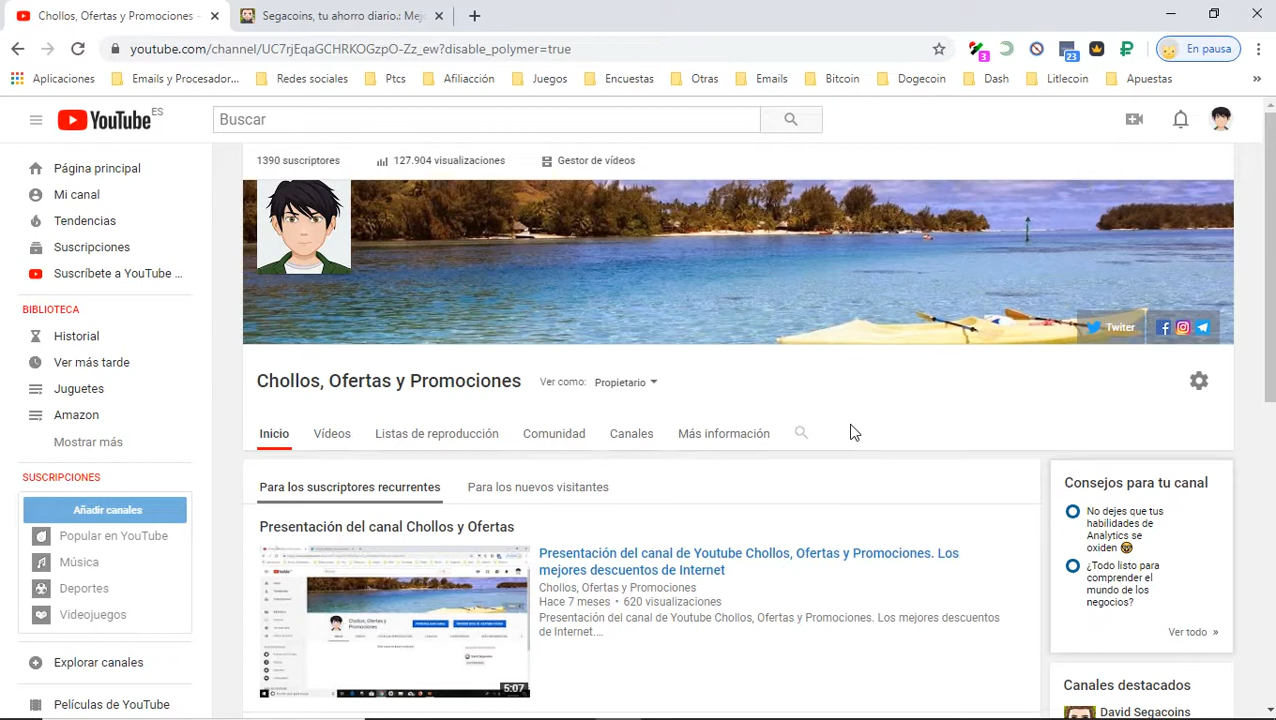 Chollos, Ofertas y Promociones -
Segacoins, tu ahorro diario.: Mej
youtube.com/channel/UC7rjEqaGCHRKOGzpO-Zz_ew?disable_polymer=true
3
23
En pausa
Aplicaciones
Emails y Procesador...
Redes sociales
Ptcs
Afiliacción
Juegos
Encuestas
Otros
Emails
Bitcoin
Dogecoin
Dash
Litlecoin
Apuestas
»
YouTube ES
Buscar
1390 suscriptores
127.904 visualizaciones
Gestor de vídeos
Página principal
Mi canal
Tendencias
Suscripciones
Suscríbete a YouTube ...
BIBLIOTECA
Historial
Ver más tarde
Juguetes
Amazon
Mostrar más
SUSCRIPCIONES
Añadir canales
Popular en YouTube
Música
Deportes
Videojuegos
Explorar canales
Películas de YouTube
Twiter
Chollos, Ofertas y Promociones
Ver como: Propietario
Inicio
Vídeos
Listas de reproducción
Comunidad
Canales
Más información
Para los suscriptores recurrentes
Para los nuevos visitantes
Presentación del canal Chollos y Ofertas
Presentación del canal de Youtube Chollos, Ofertas y Promociones. Los
mejores descuentos de Internet
Chollos, Ofertas y Promociones
Hace 7 meses • 620 visualizaciones
Presentación del canal de Youtube Chollos, Ofertas y Promociones. Los mejores descuentos
de Internet....
Chollos, Ofertas y
Promociones
5:07
Consejos para tu canal
No dejes que tus
habilidades de
Analytics se
oxiden
¿Todo listo para
comprender el
mundo de los
negocios?
Ver todo »
Canales destacados
David Segacoins